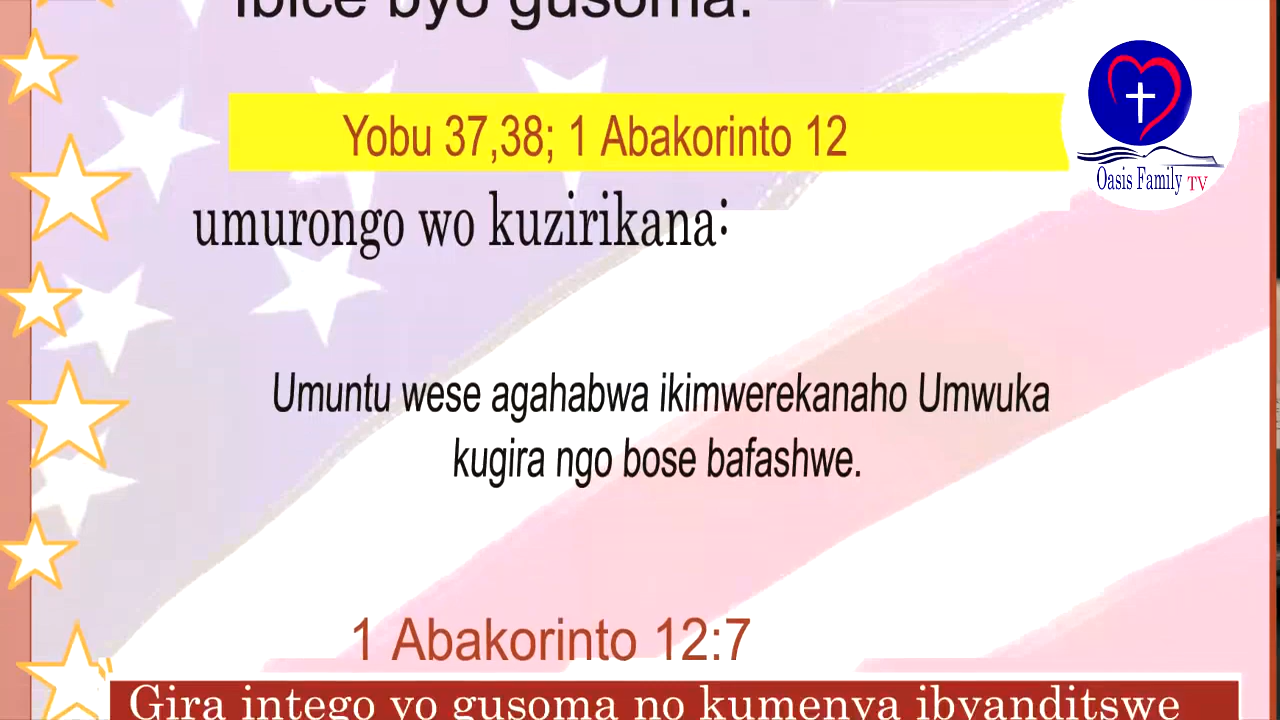 Ibice byo gusoma:
Yobu 37,38; 1 Abakorinto 12
Oasis Family TV
umurongo wo kuzirikana:
Umuntu wese agahabwa ikimwerekanaho Umwuka
kugira ngo bose bafashwe.
1 Abakorinto 12:7
Gira intego yo gusoma no kumenya ibyanditswe